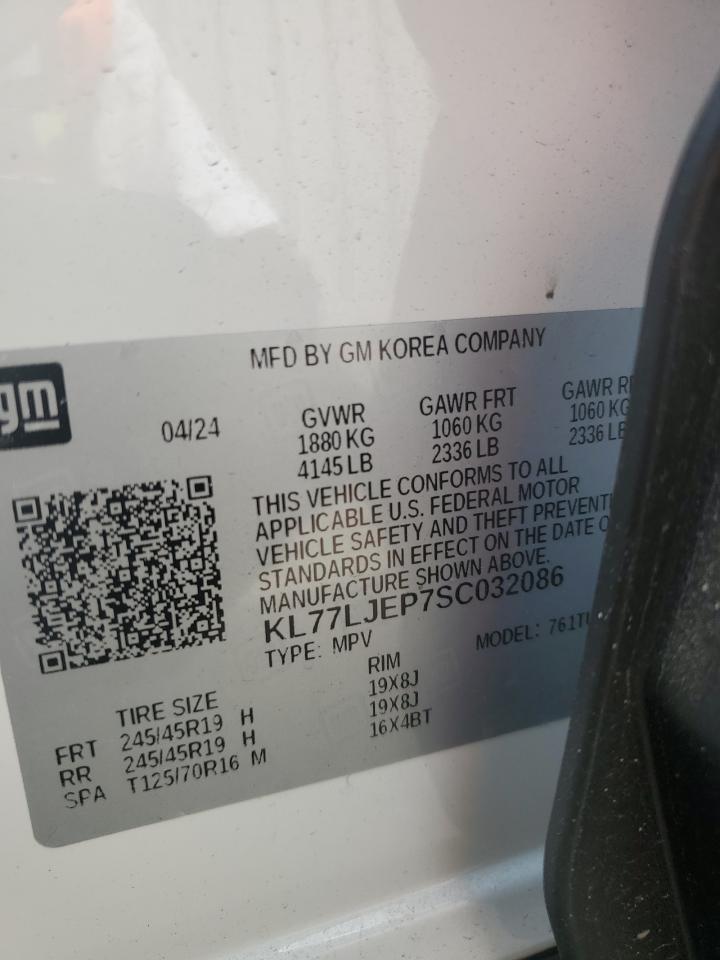 MFD BY GM KOREA COMPANY
gm
04/24
GVWR GAWR FRT GAWR
1880 KG 1060 KG 1060 KG
4145 LB 2336 LB 2336 LB
THIS VEHICLE CONFORMS TO ALL
APPLICABLE U.S. FEDERAL MOTOR
VEHICLE SAFETY AND THEFT PREVENTI
STANDARDS IN EFFECT ON THE DATE O
MANUFACTURE SHOWN ABOVE.
KL77LJEP7SC032086
TYPE: MPV MODEL: 761TU
TIRE SIZE RIM
FRT 245/45R19 H 19X8J
RR 245/45R19 H 19X8J
SPA T125/70R16 M 16X4BT